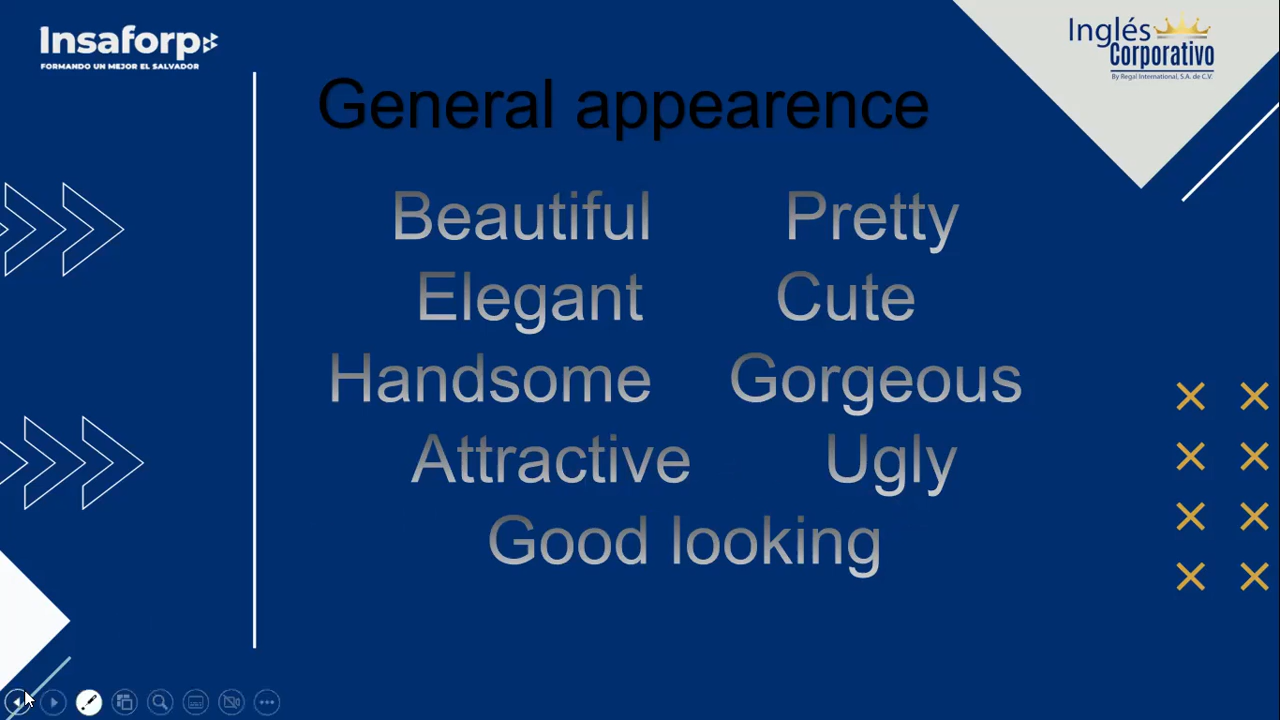 Insaforp
FORMANDO UN MEJOR EL SALVADOR
Inglés
Corporativo
By Regal International, S.A. de C.V.
General appearence
Beautiful Pretty
Elegant Cute
Handsome Gorgeous
Attractive Ugly
Good looking